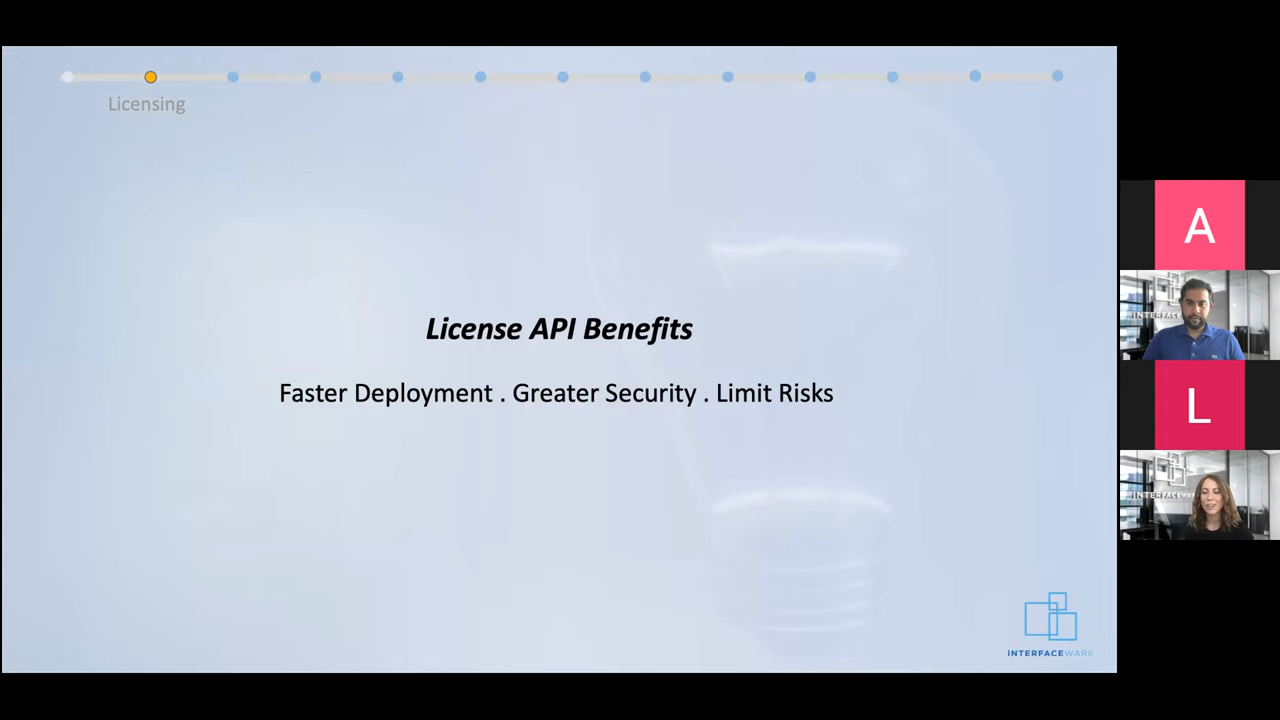 Licensing
License API Benefits
Faster Deployment . Greater Security . Limit Risks
INTERFACEWARE
A
L